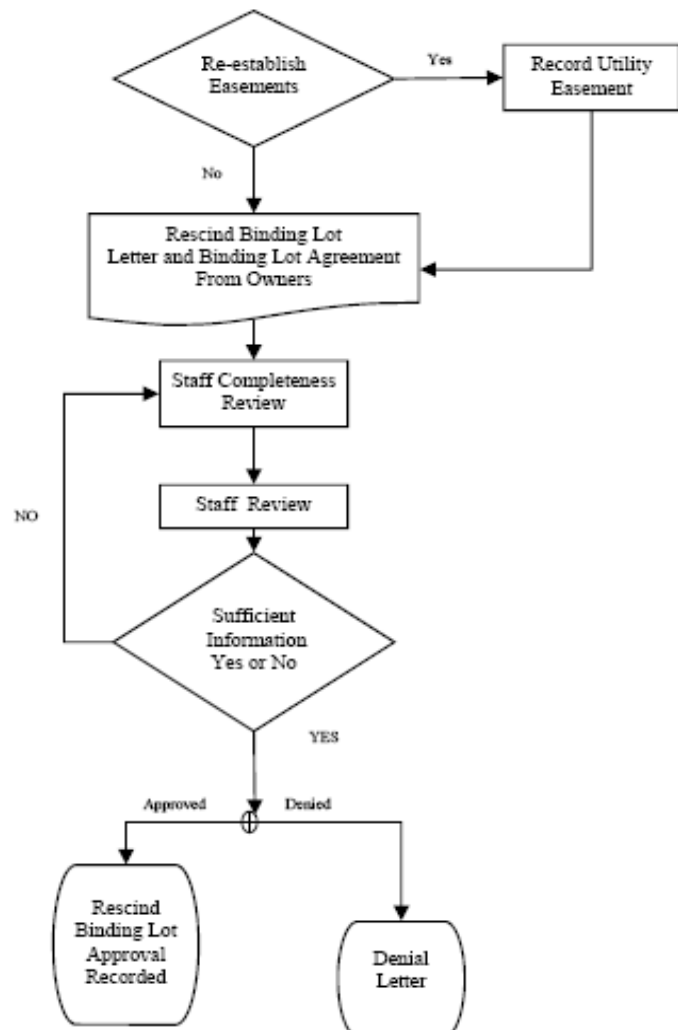 Re-establish
Easements
Yes
Record Utility
Easement
No
Rescind Binding Lot
Letter and Binding Lot Agreement
From Owners
Staff Completeness
Review
NO
Staff Review
Sufficient
Information
Yes or No
YES
Approved
Denied
Rescind
Binding Lot
Approval
Recorded
Denial
Letter